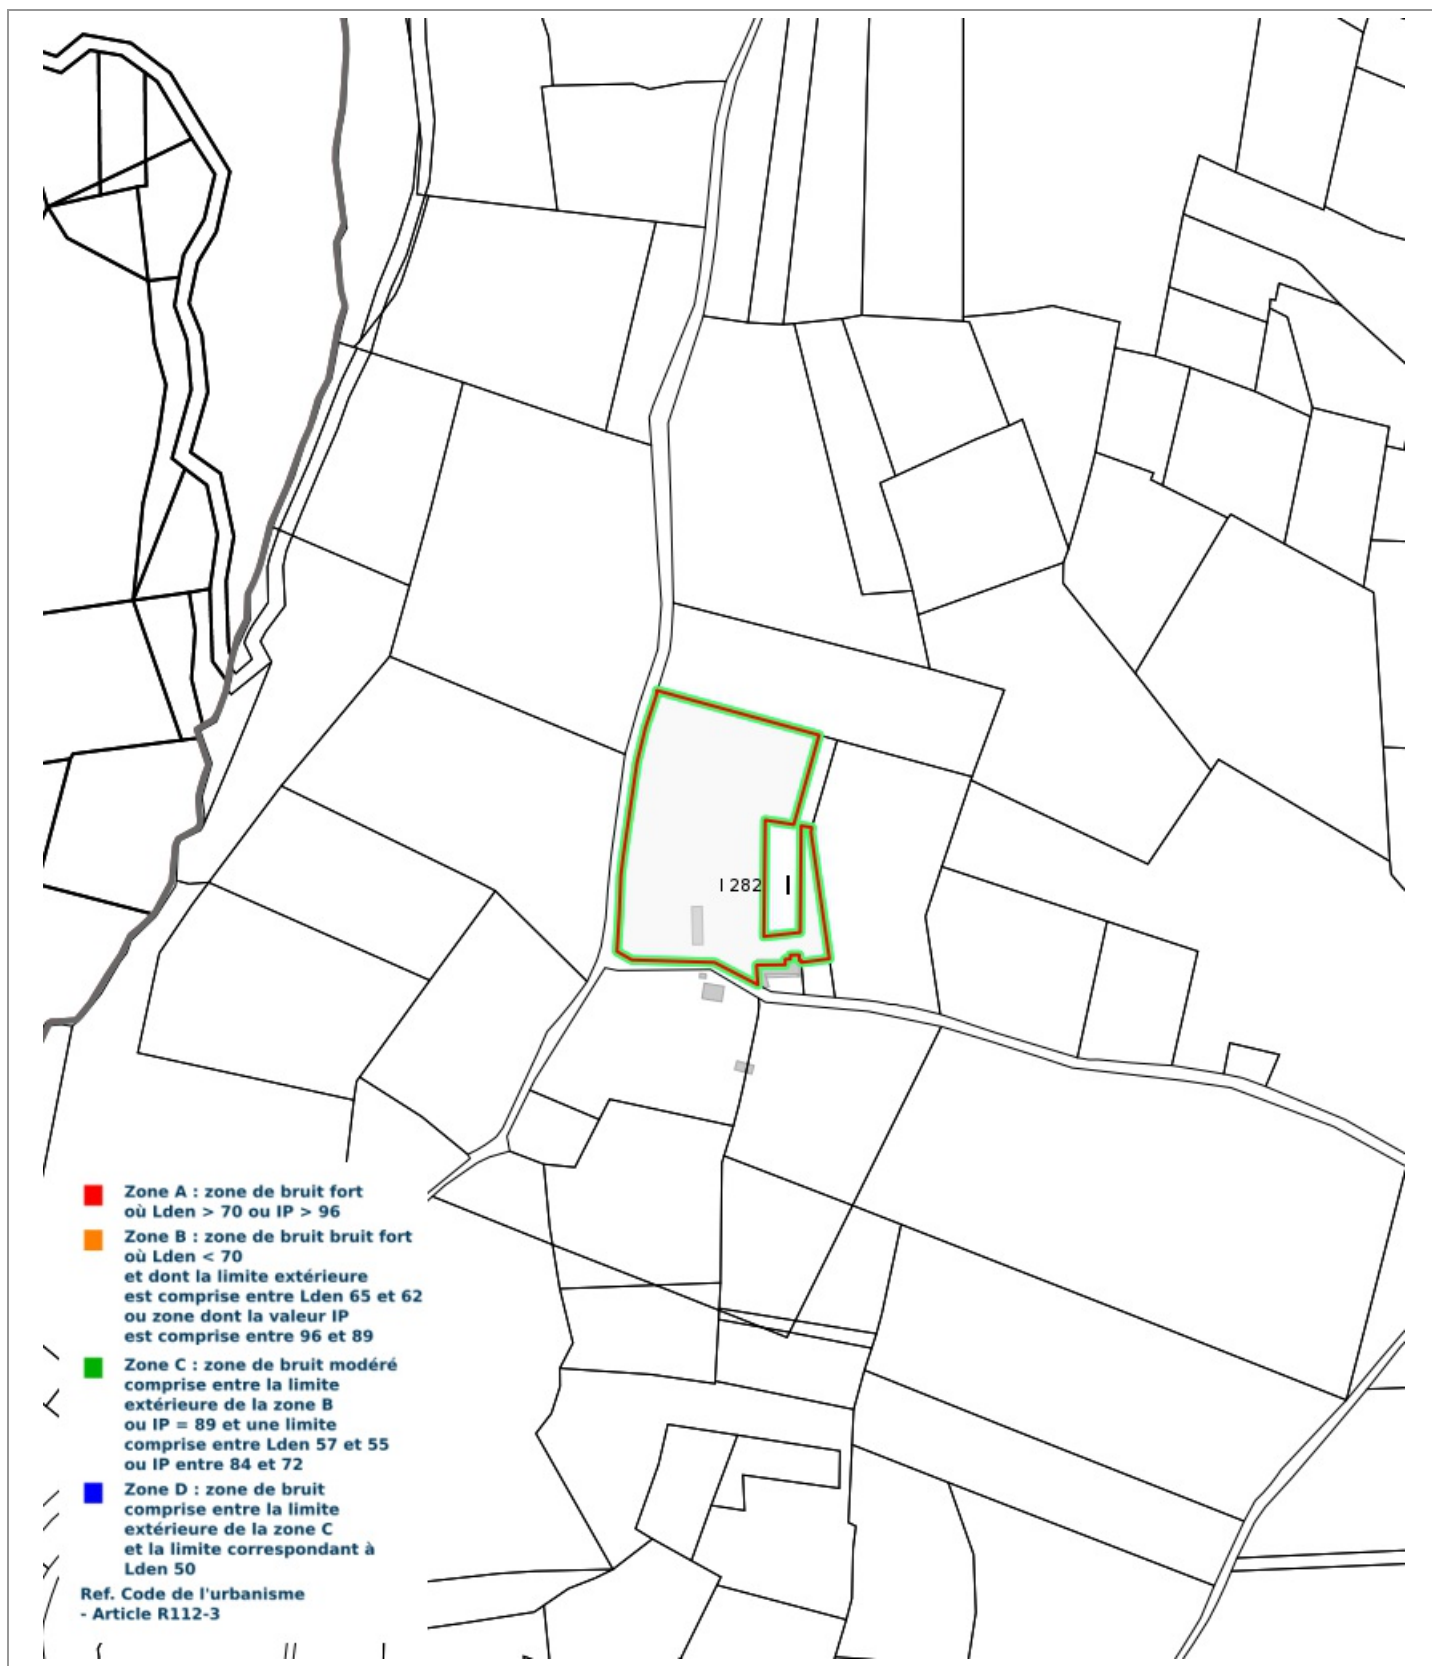 I 282
I
Zone A : zone de bruit fort
où Lden > 70 ou IP > 96
Zone B : zone de bruit bruit fort
où Lden < 70
et dont la limite extérieure
est comprise entre Lden 65 et 62
ou zone dont la valeur IP
est comprise entre 96 et 89
Zone C : zone de bruit modéré
comprise entre la limite
extérieure de la zone B
ou IP = 89 et une limite
comprise entre Lden 57 et 55
ou IP entre 84 et 72
Zone D : zone de bruit
comprise entre la limite
extérieure de la zone C
et la limite correspondant à
Lden 50
Ref. Code de l'urbanisme
- Article R112-3